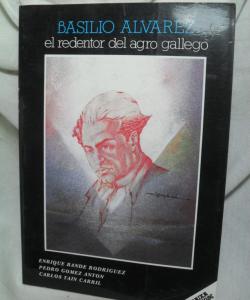 BASILIO ALVAREZ
el redentor del agro gallego
ENRIQUE BANDE RODRIGUEZ
PEDRO GOMEZ ANTON
CARLOS TAIN CARRIL